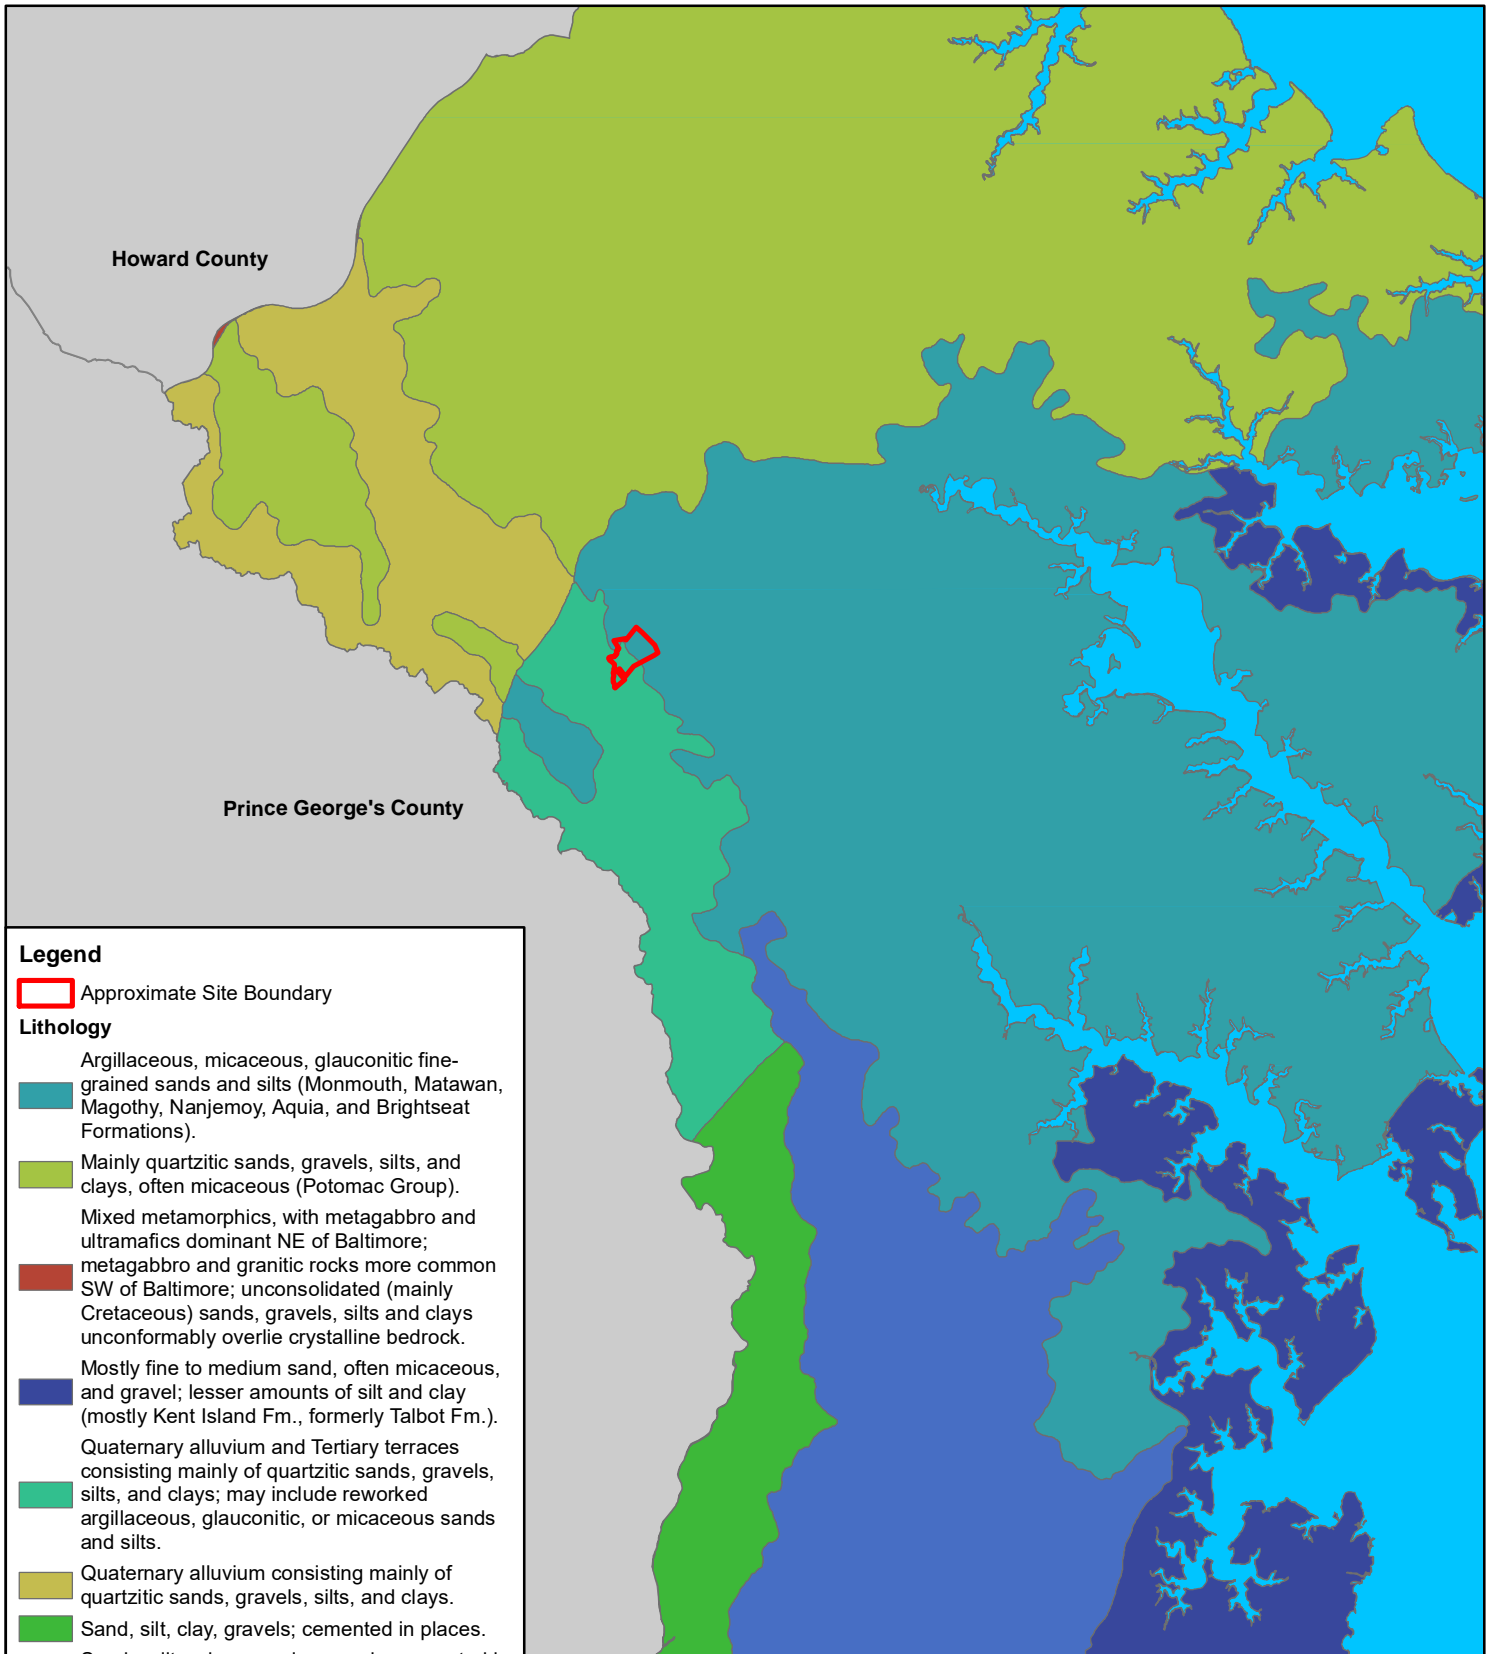 Howard County
Prince George's County
Legend
Approximate Site Boundary
Lithology
Argillaceous, micaceous, glauconitic fine-
grained sands and silts (Monmouth, Matawan,
Magothy, Nanjemoy, Aquia, and Brightseat
Formations).
Mainly quartzitic sands, gravels, silts, and
clays, often micaceous (Potomac Group).
Mixed metamorphics, with metagabbro and
ultramafics dominant NE of Baltimore;
metagabbro and granitic rocks more common
SW of Baltimore; unconsolidated (mainly
Cretaceous) sands, gravels, silts and clays
unconformably overlie crystalline bedrock.
Mostly fine to medium sand, often micaceous,
and gravel; lesser amounts of silt and clay
(mostly Kent Island Fm., formerly Talbot Fm.).
Quaternary alluvium and Tertiary terraces
consisting mainly of quartzitic sands, gravels,
silts, and clays; may include reworked
argillaceous, glauconitic, or micaceous sands
and silts.
Quaternary alluvium consisting mainly of
quartzitic sands, gravels, silts, and clays.
Sand, silt, clay, gravels; cemented in places.